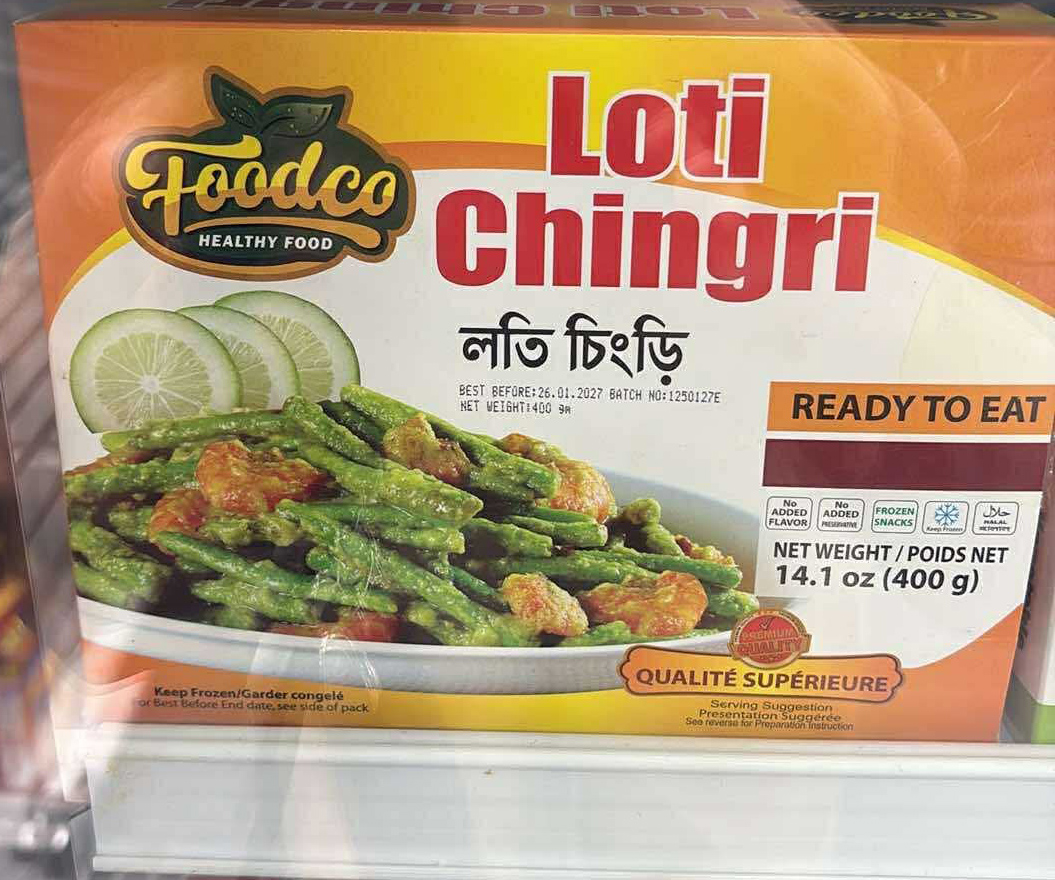 Loti Chingri
Foodco
HEALTHY FOOD
Loti
Chingri
লতি চিংড়ি
BEST BEFORE:26.01.2027 BATCH NO:1250127E
NET WEIGHT:400 gm
READY TO EAT
No ADDED FLAVOR
No ADDED PRESERVATIVE
FROZEN SNACKS
Keep Frozen
حلال
HALAL
NET WEIGHT / POIDS NET
14.1 oz (400 g)
PREMIUM
QUALITY
QUALITÉ SUPÉRIEURE
Keep Frozen/Garder congelé
or Best Before End date, see side of pack
Serving Suggestion
Presentation Suggérée
See reverse for Preparation Instruction